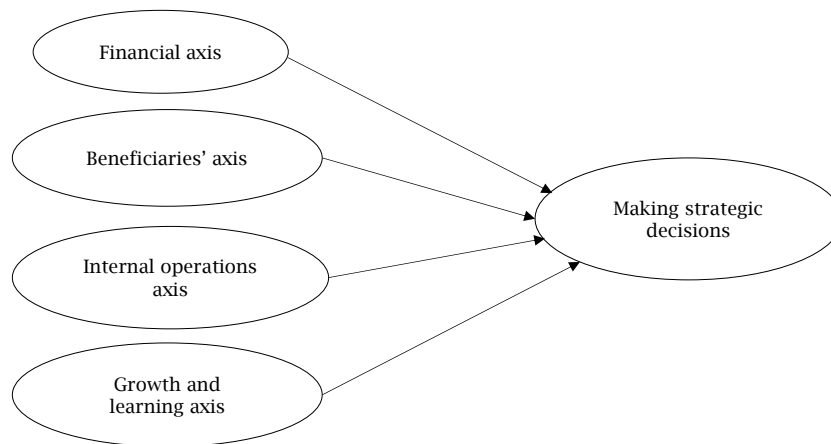 Financial axis
Beneficiaries’ axis
Internal operations
axis
Growth and
learning axis
Making strategic
decisions